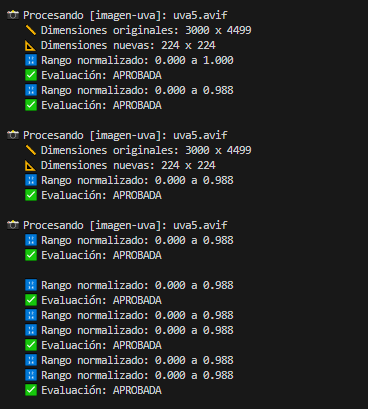 📷 Procesando [imagen-uva]: uva5.avif
📏 Dimensiones originales: 3000 x 4499
📐 Dimensiones nuevas: 224 x 224
🔢 Rango normalizado: 0.000 a 1.000
✅ Evaluación: APROBADA
🔢 Rango normalizado: 0.000 a 0.988
✅ Evaluación: APROBADA

📷 Procesando [imagen-uva]: uva5.avif
📏 Dimensiones originales: 3000 x 4499
📐 Dimensiones nuevas: 224 x 224
🔢 Rango normalizado: 0.000 a 0.988
✅ Evaluación: APROBADA

📷 Procesando [imagen-uva]: uva5.avif
🔢 Rango normalizado: 0.000 a 0.988
✅ Evaluación: APROBADA

🔢 Rango normalizado: 0.000 a 0.988
✅ Evaluación: APROBADA
🔢 Rango normalizado: 0.000 a 0.988
🔢 Rango normalizado: 0.000 a 0.988
✅ Evaluación: APROBADA
🔢 Rango normalizado: 0.000 a 0.988
🔢 Rango normalizado: 0.000 a 0.988
✅ Evaluación: APROBADA